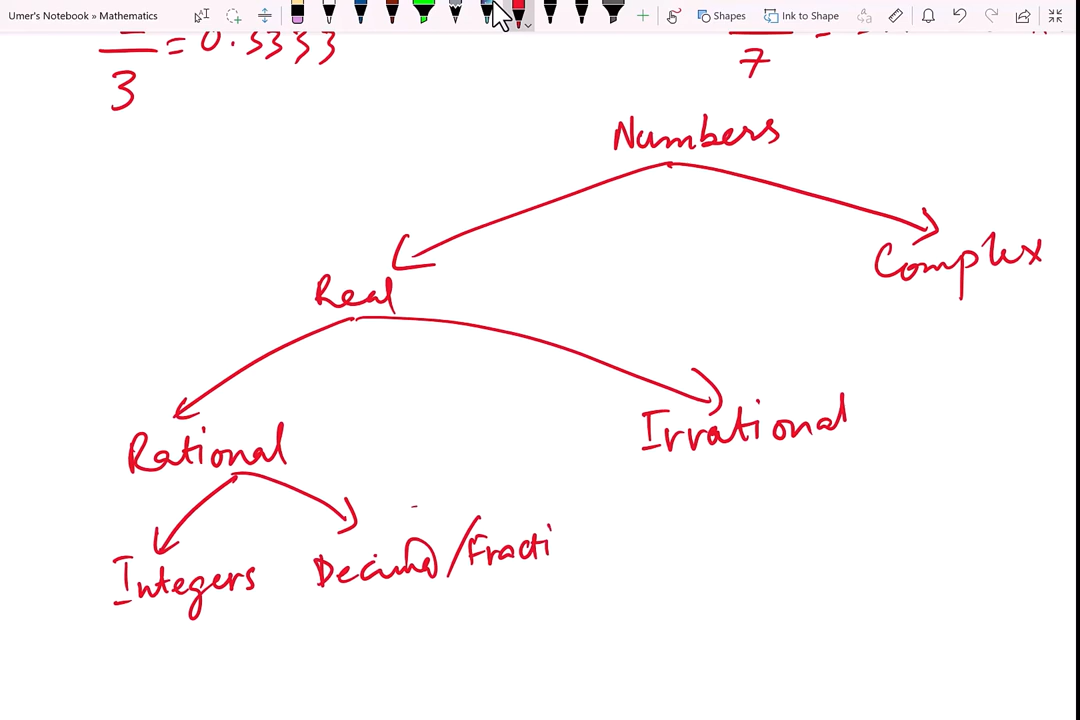 Umer's Notebook » Mathematics
Shapes
Ink to Shape
3 = 0.3333
7 =
Numbers
Real
Complex
Rational
Irrational
Integers
Decimal/Fracti